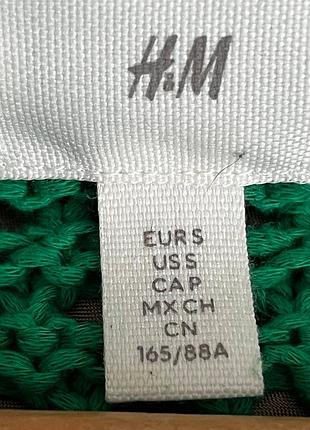 H&M
EUR S
US S
CA P
MX CH
CN
165/88A